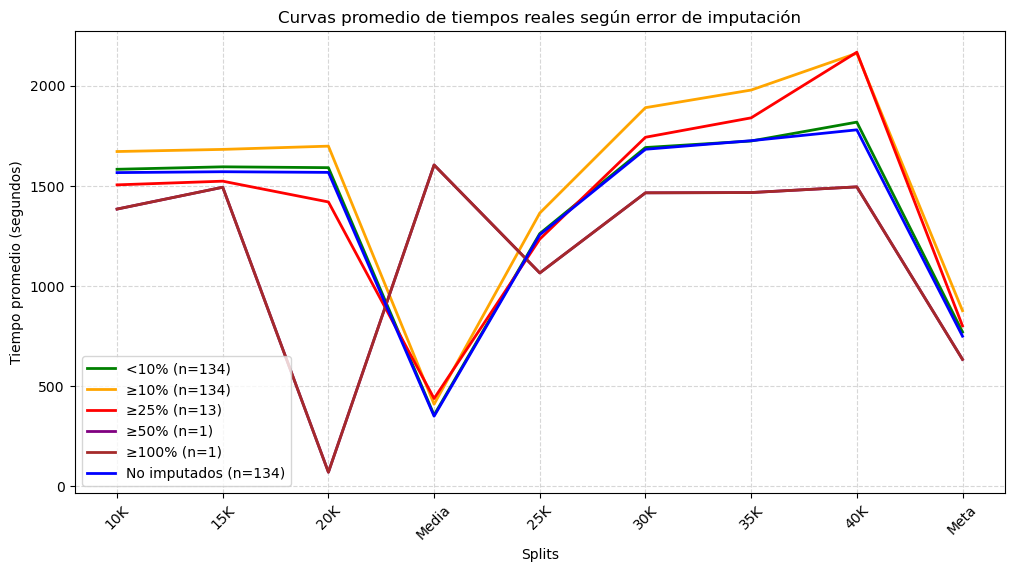 Curvas promedio de tiempos reales según error de imputación
Tiempo promedio (segundos)
2000
1500
1000
500
0
<10% (n=134)
≥10% (n=134)
≥25% (n=13)
≥50% (n=1)
≥100% (n=1)
No imputados (n=134)
10K
15K
20K
Media
25K
30K
35K
40K
Meta
Splits